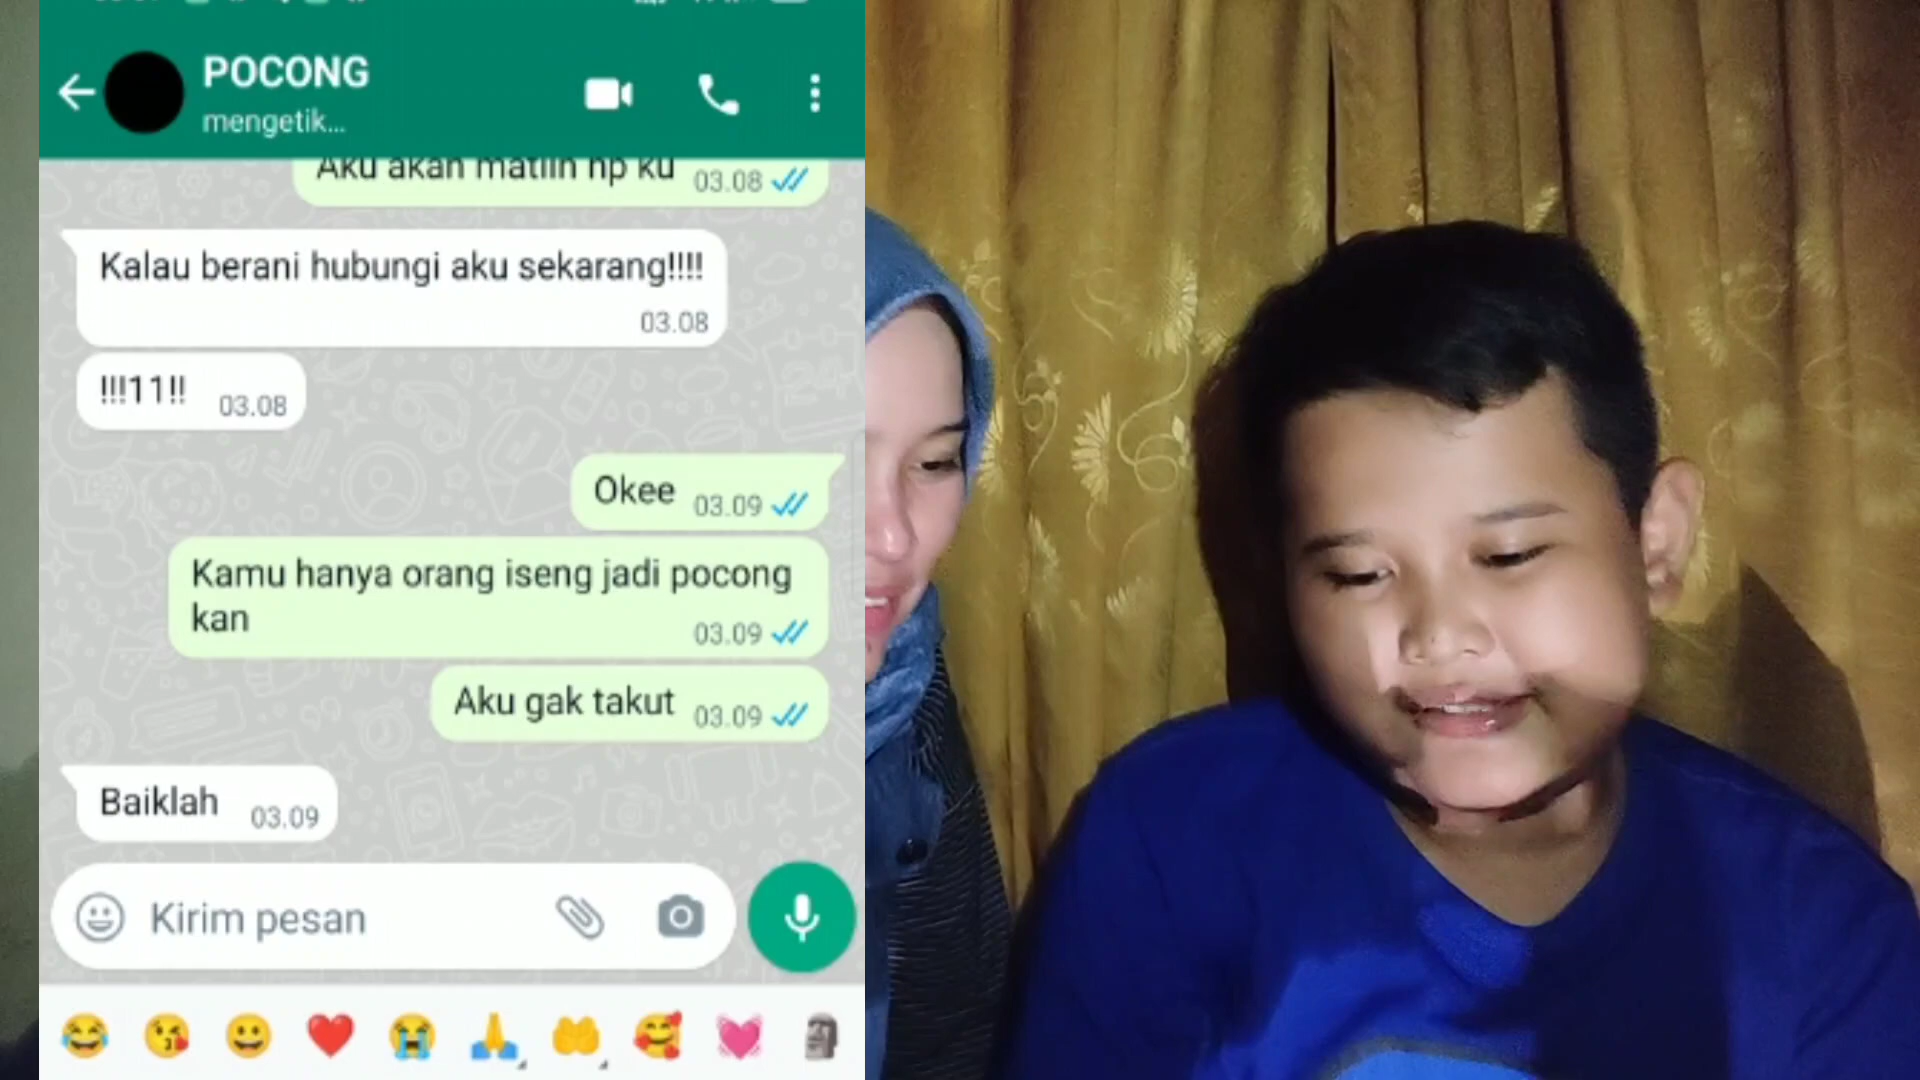 POCONG
mengetik...
Aku akan matiin hp ku 03.08
Kalau berani hubungi aku sekarang!!!!
03.08
!!!11!! 03.08
Okee 03.09
Kamu hanya orang iseng jadi pocong
kan 03.09
Aku gak takut 03.09
Baiklah 03.09
Kirim pesan